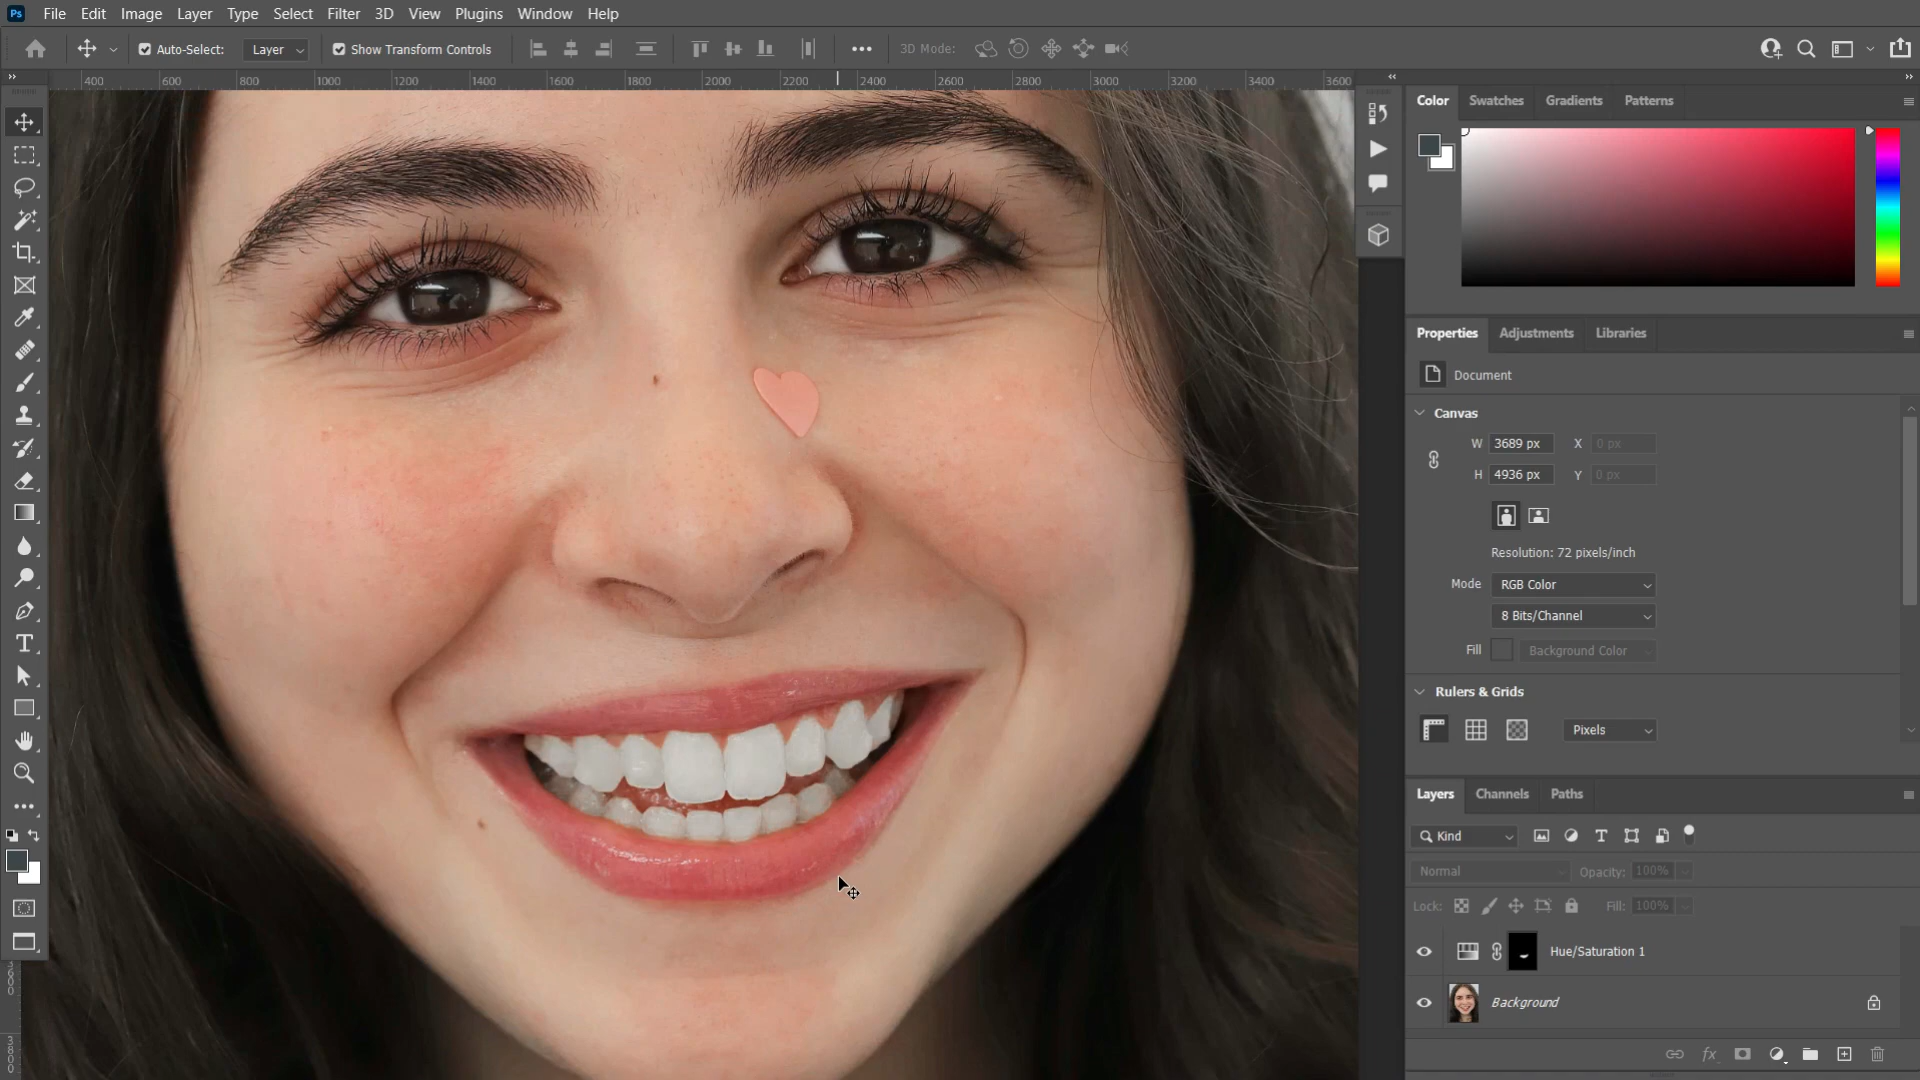 Ps File Edit Image Layer Type Select Filter 3D View Plugins Window Help
Auto-Select: Layer Show Transform Controls 3D Mode:
400 600 800 1000 1200 1400 1600 1800 2000 2200 2400 2600 2800 3000 3200 3400 3600
Color Swatches Gradients Patterns
Properties Adjustments Libraries
Document
Canvas
W 3689 px X 0 px
H 4936 px Y 0 px
Resolution: 72 pixels/inch
Mode RGB Color
8 Bits/Channel
Fill Background Color
Rulers & Grids
Pixels
Layers Channels Paths
Kind
Normal Opacity: 100%
Lock: Fill: 100%
Hue/Saturation 1
Background
fx
3600
3800